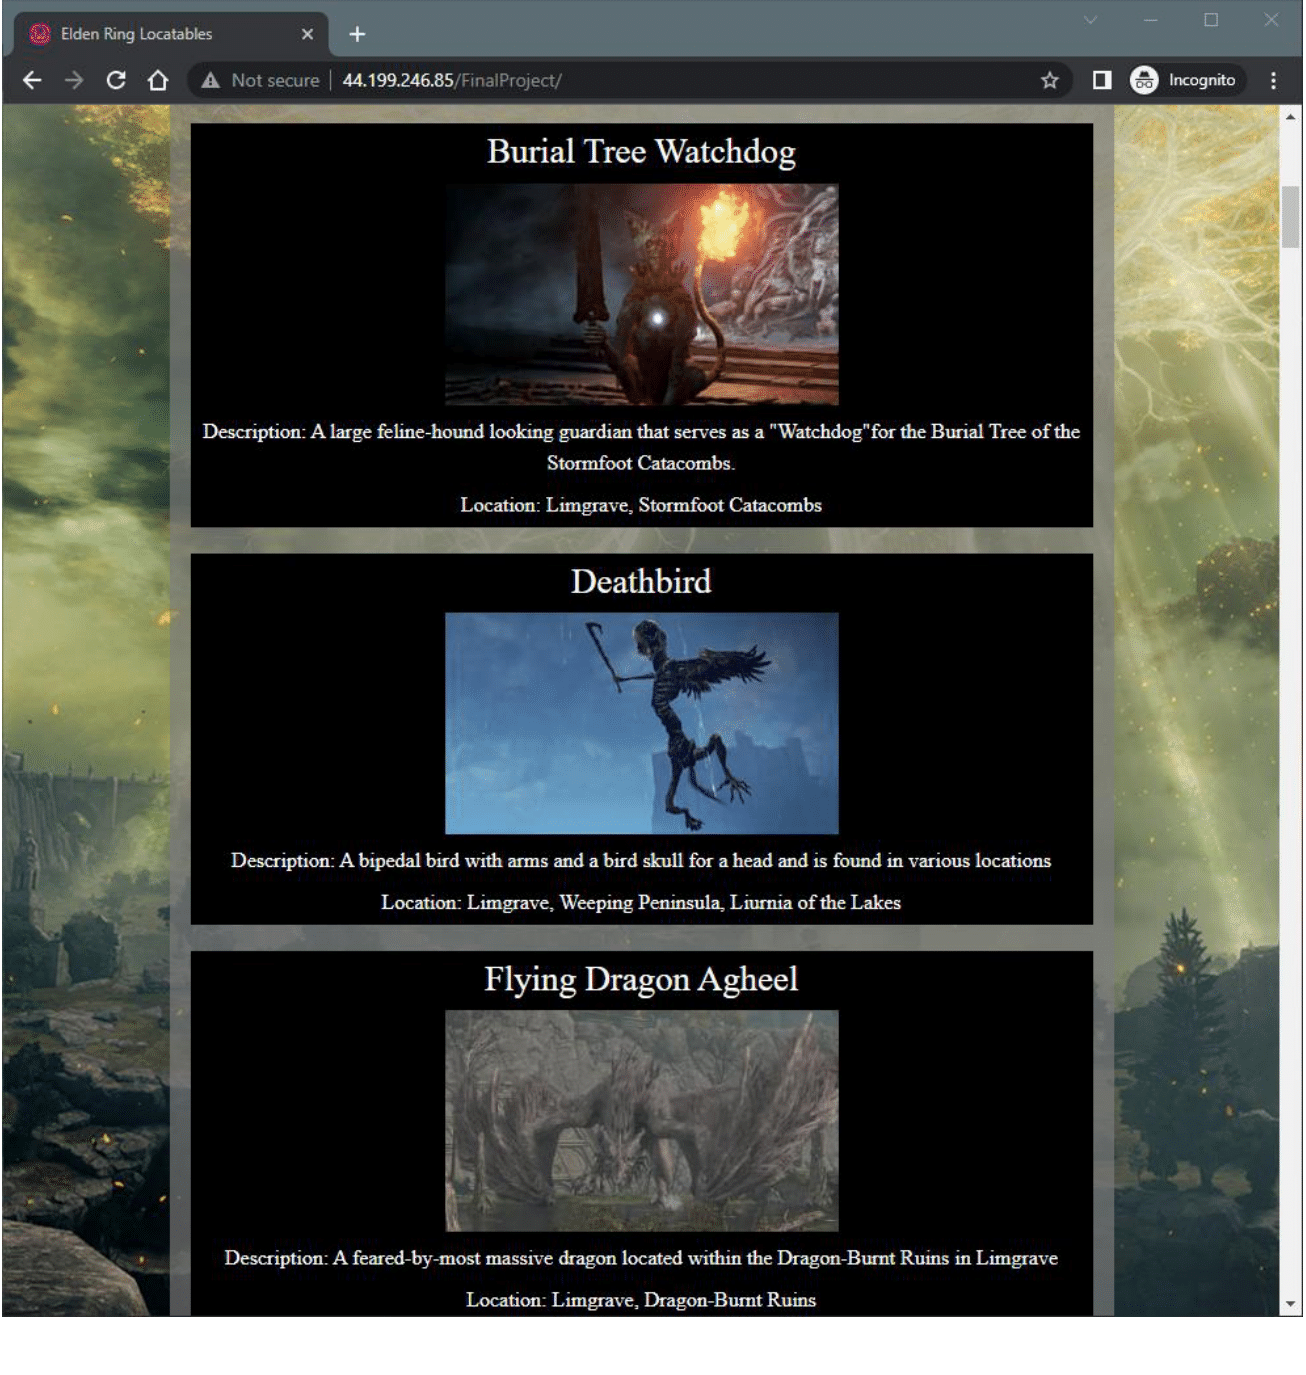 Elden Ring Locatables
Not secure 44.199.246.85/FinalProject/
Incognito
Burial Tree Watchdog
Description: A large feline-hound looking guardian that serves as a "Watchdog"for the Burial Tree of the
Stormfoot Catacombs.
Location: Limgrave, Stormfoot Catacombs
Deathbird
Description: A bipedal bird with arms and a bird skull for a head and is found in various locations
Location: Limgrave, Weeping Peninsula, Liurnia of the Lakes
Flying Dragon Agheel
Description: A feared-by-most massive dragon located within the Dragon-Burnt Ruins in Limgrave
Location: Limgrave, Dragon-Burnt Ruins